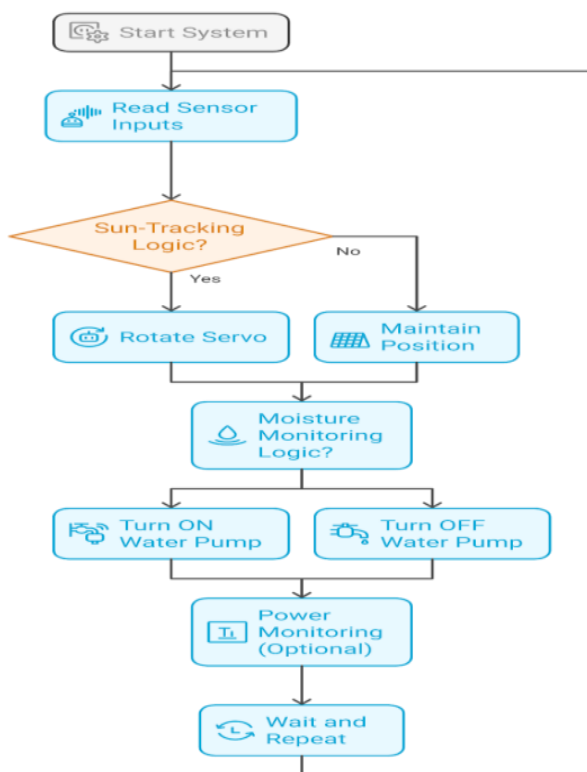 Start System
Read Sensor
Inputs
Sun-Tracking
Logic?
No
Yes
Rotate Servo
Maintain
Position
Moisture
Monitoring
Logic?
Turn ON
Water Pump
Turn OFF
Water Pump
Power
Monitoring
(Optional)
Wait and
Repeat